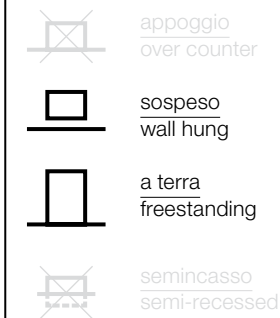 appoggio
over counter
sospeso
wall hung
a terra
freestanding
semincasso
semi-recessed